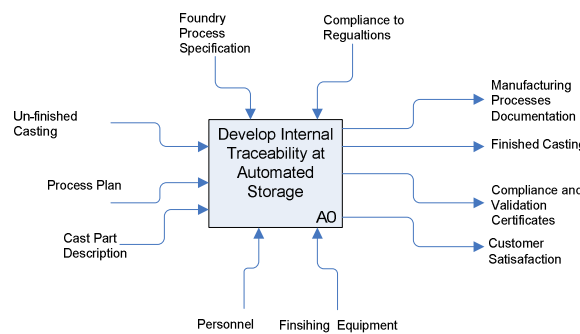 Foundry
Process
Specification
Compliance to
Regualtions
Un-finished
Casting
Process Plan
Cast Part
Description
Develop Internal
Traceability at
Automated
Storage
A0
Manufacturing
Processes
Documentation
Finished Casting
Compliance and
Validation
Certificates
Customer
Satisafaction
Personnel
Finsihing Equipment